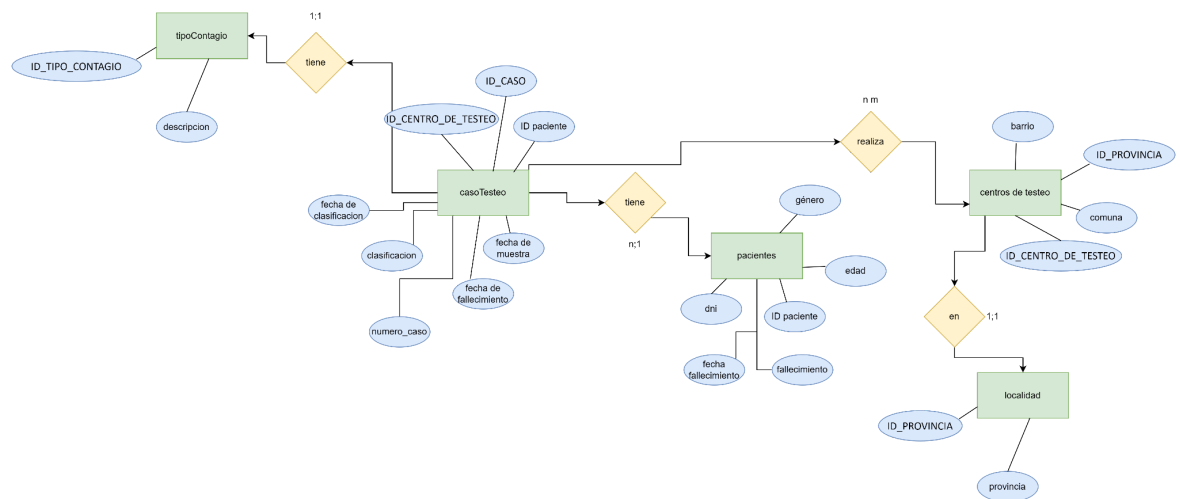 1;1
tipoContagio
tiene
ID_TIPO_CONTAGIO
descripcion
ID_CASO
ID_CENTRO_DE_TESTEO
ID paciente
casoTesteo
fecha de
clasificacion
clasificacion
numero_caso
fecha de
fallecimiento
fecha de
muestra
tiene
n;1
n m
realiza
género
pacientes
edad
dni
ID paciente
fecha
fallecimiento
fallecimiento
barrio
ID_PROVINCIA
centros de testeo
comuna
ID_CENTRO_DE_TESTEO
en
1;1
localidad
ID_PROVINCIA
provincia